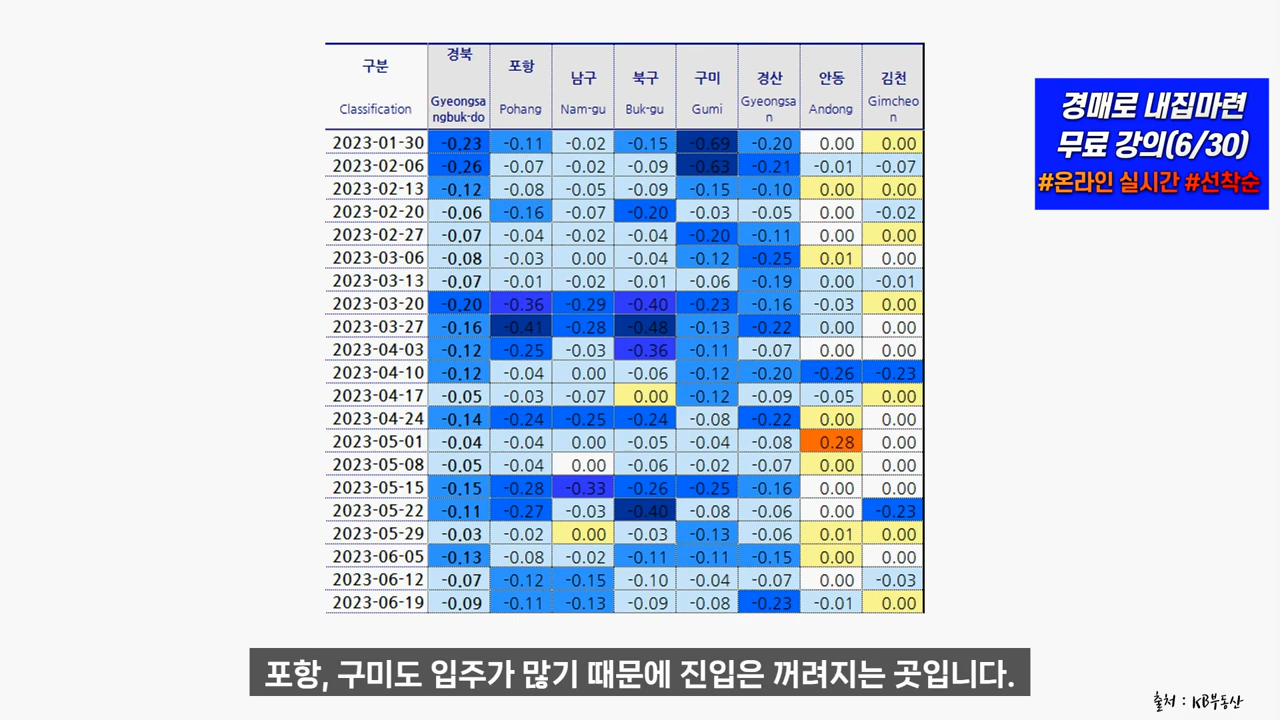 구분 경북 포항 남구 북구 구미 경산 안동 김천
Classification Gyeongsa Pohang Nam-gu Buk-gu Gumi Gyeongsa Andong Gimcheo
ngbuk-do n n
2023-01-30 -0.23 -0.11 -0.02 -0.15 -0.69 -0.20 0.00 0.00
2023-02-06 -0.26 -0.07 -0.02 -0.09 -0.63 -0.21 -0.01 -0.07
2023-02-13 -0.12 -0.08 -0.05 -0.09 -0.15 -0.10 0.00 0.00
2023-02-20 -0.06 -0.16 -0.07 -0.20 -0.03 -0.05 0.00 -0.02
2023-02-27 -0.07 -0.04 -0.02 -0.04 -0.20 -0.11 0.00 0.00
2023-03-06 -0.08 -0.03 0.00 -0.04 -0.12 -0.25 0.01 0.00
2023-03-13 -0.07 -0.01 -0.02 -0.01 -0.06 -0.19 0.00 -0.01
2023-03-20 -0.20 -0.36 -0.29 -0.40 -0.23 -0.16 -0.03 0.00
2023-03-27 -0.16 -0.41 -0.28 -0.48 -0.13 -0.22 0.00 0.00
2023-04-03 -0.12 -0.25 -0.03 -0.36 -0.11 -0.07 0.00 0.00
2023-04-10 -0.12 -0.04 0.00 -0.06 -0.12 -0.20 -0.26 -0.23
2023-04-17 -0.05 -0.03 -0.07 0.00 -0.12 -0.09 -0.05 0.00
2023-04-24 -0.14 -0.24 -0.25 -0.24 -0.08 -0.22 0.00 0.00
2023-05-01 -0.04 -0.04 0.00 -0.05 -0.04 -0.08 0.28 0.00
2023-05-08 -0.05 -0.04 0.00 -0.06 -0.02 -0.07 0.00 0.00
2023-05-15 -0.15 -0.28 -0.33 -0.26 -0.25 -0.16 0.00 0.00
2023-05-22 -0.11 -0.27 -0.03 -0.40 -0.08 -0.06 0.00 -0.23
2023-05-29 -0.03 -0.02 0.00 -0.03 -0.13 -0.06 0.01 0.00
2023-06-05 -0.13 -0.08 -0.02 -0.11 -0.11 -0.15 0.00 0.00
2023-06-12 -0.07 -0.12 -0.15 -0.10 -0.04 -0.07 0.00 -0.03
2023-06-19 -0.09 -0.11 -0.13 -0.09 -0.08 -0.23 -0.01 0.00
경매로 내집마련
무료 강의(6/30)
#온라인 실시간 #선착순
포항, 구미도 입주가 많기 때문에 진입은 꺼려지는 곳입니다.
출처 : KB부동산